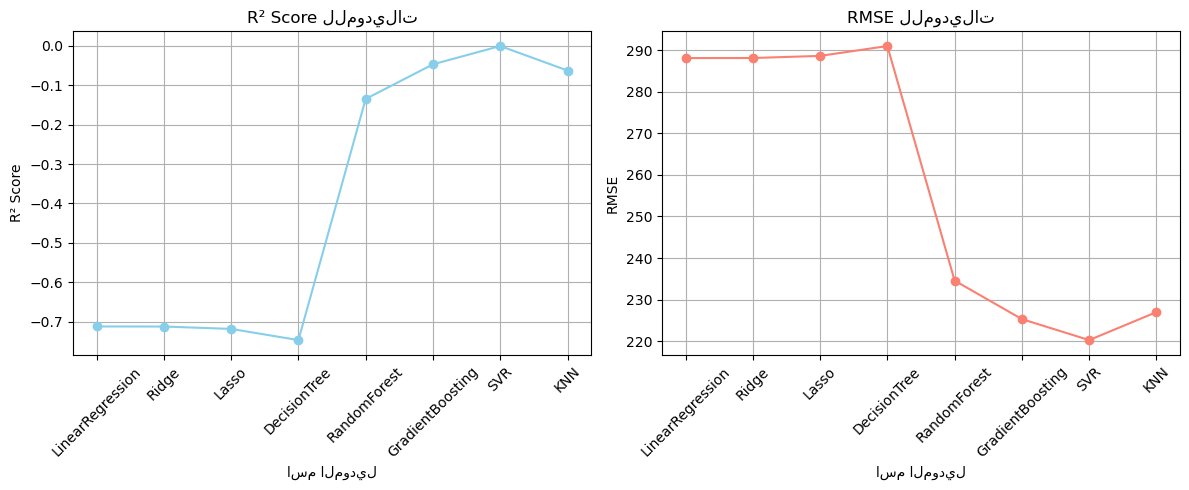 R² Score للموديلات
0.0
−0.1
−0.2
−0.3
−0.4
−0.5
−0.6
−0.7
R² Score
LinearRegression
Ridge
Lasso
DecisionTree
RandomForest
GradientBoosting
SVR
KNN
اسم الموديل
RMSE للموديلات
290
280
270
260
250
240
230
220
RMSE
LinearRegression
Ridge
Lasso
DecisionTree
RandomForest
GradientBoosting
SVR
KNN
اسم الموديل